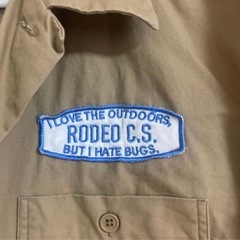 I LOVE THE OUTDOORS,
RODEO C.S.
BUT I HATE BUGS.